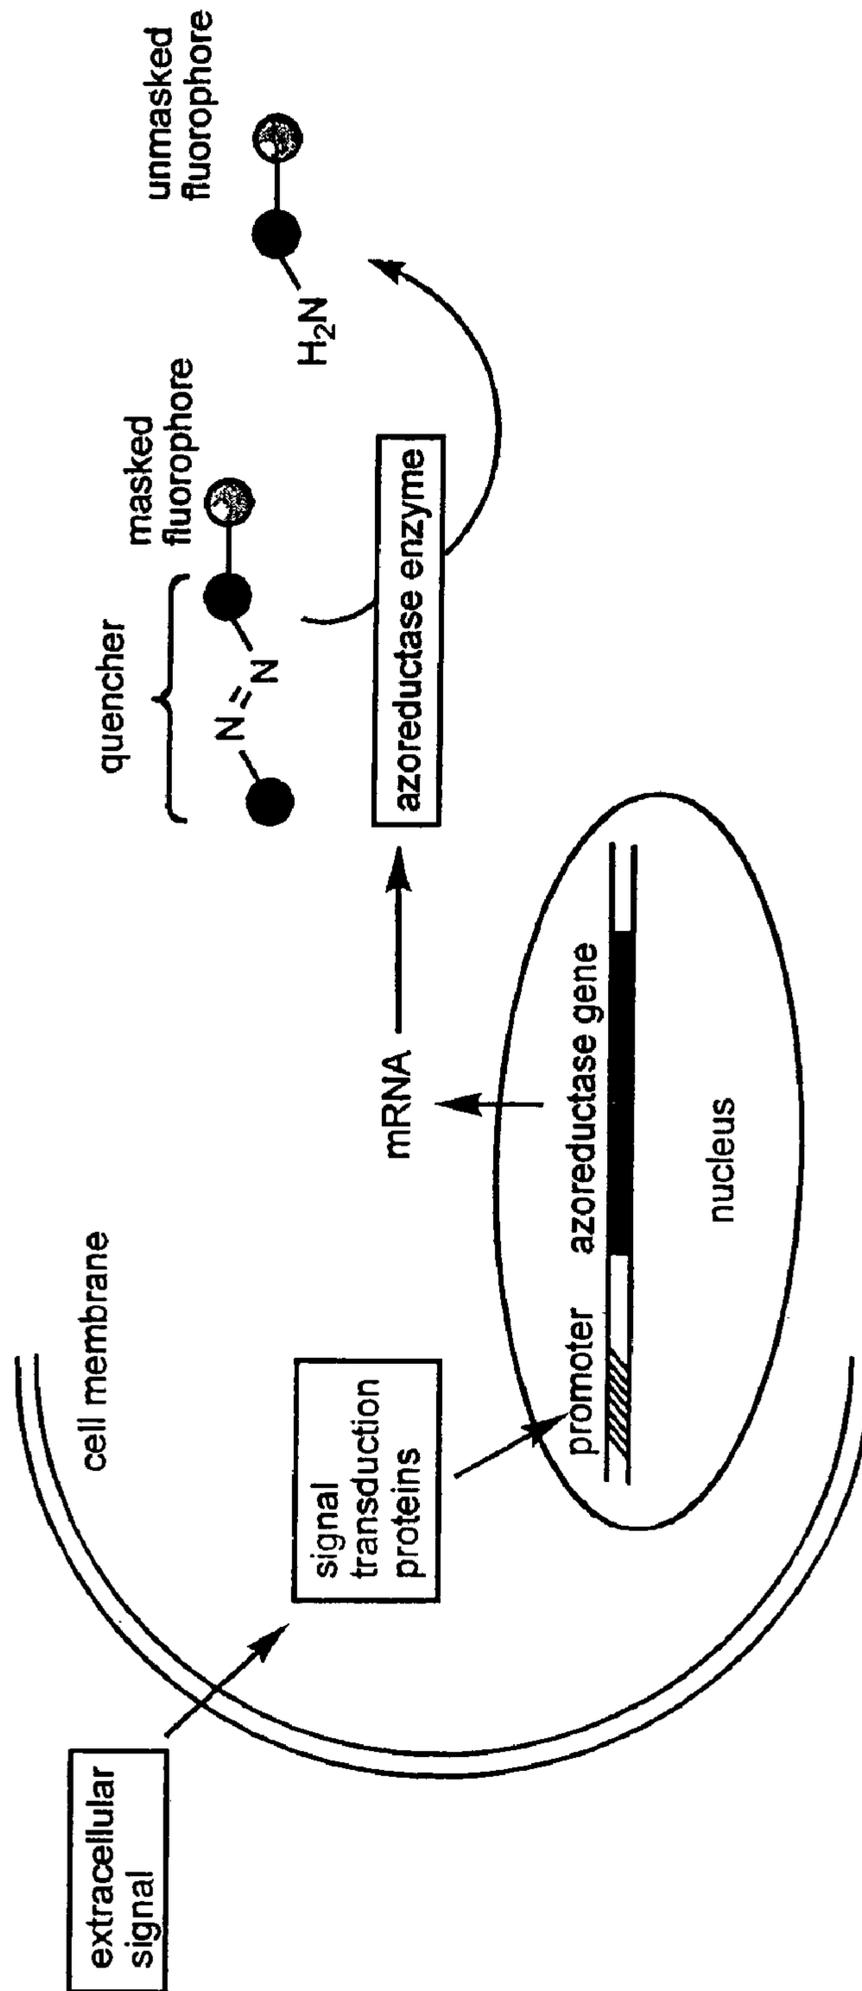 extracellular
signal
cell membrane
signal
transduction
proteins
promoter
azoreductase gene
nucleus
mRNA
azoreductase enzyme
quencher
N=N
masked
fluorophore
H₂N
unmasked
fluorophore